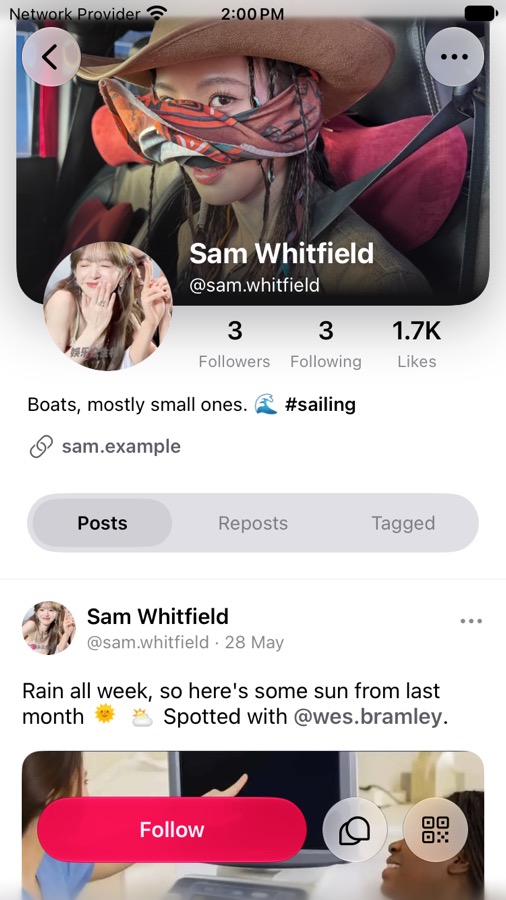 Network Provider 2:00 PM
Sam Whitfield
@sam.whitfield
3 3 1.7K
Followers Following Likes
Boats, mostly small ones. 🌊 #sailing
sam.example
Posts Reposts Tagged
Sam Whitfield
@sam.whitfield · 28 May
Rain all week, so here's some sun from last
month 🌞 🌥️ Spotted with @wes.bramley.
Follow